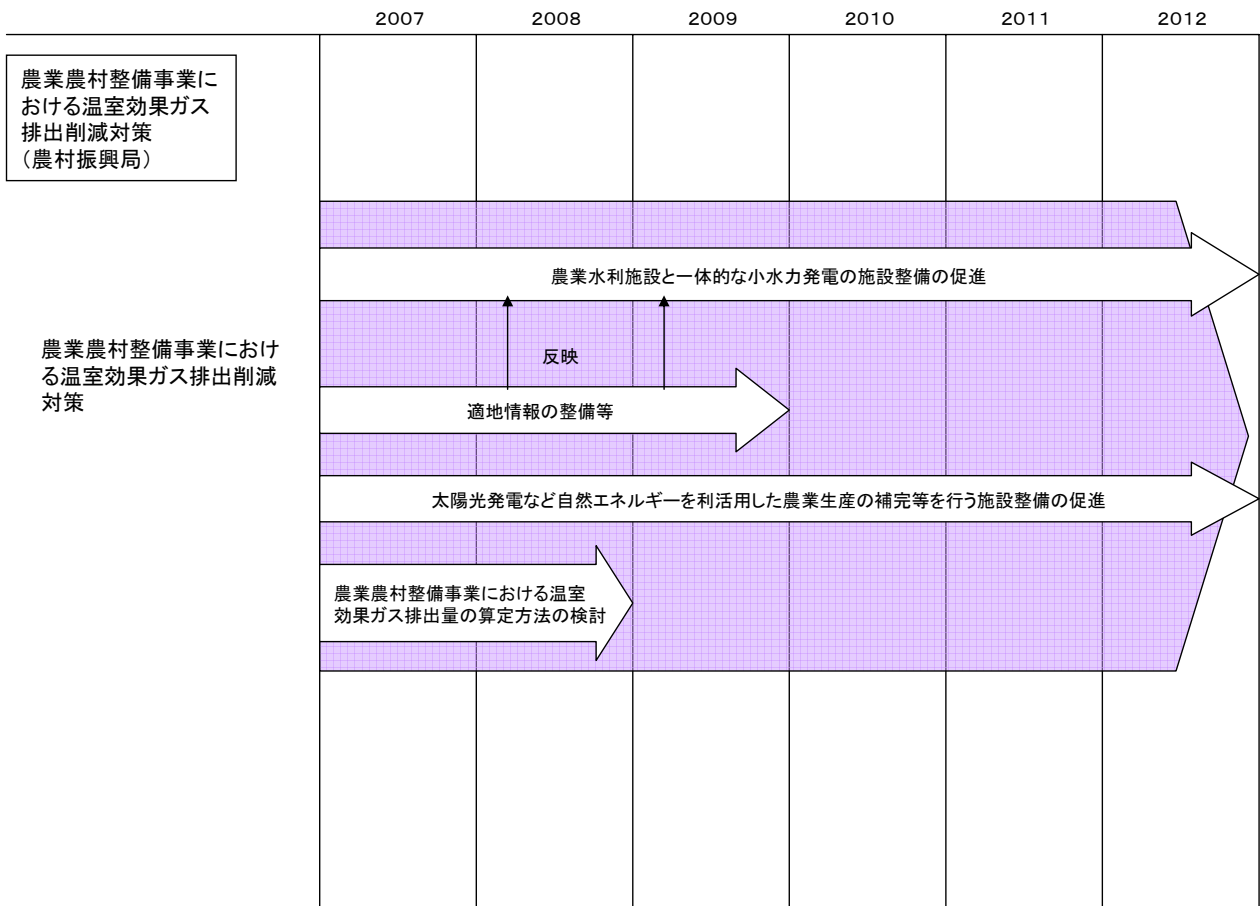 2007 2008 2009 2010 2011 2012
農業農村整備事業に
おける温室効果ガス
排出削減対策
（農村振興局）
農業水利施設と一体的な小水力発電の施設整備の促進
農業農村整備事業におけ
る温室効果ガス排出削減
対策
反映
適地情報の整備等
太陽光発電など自然エネルギーを利活用した農業生産の補完等を行う施設整備の促進
農業農村整備事業における温室
効果ガス排出量の算定方法の検討